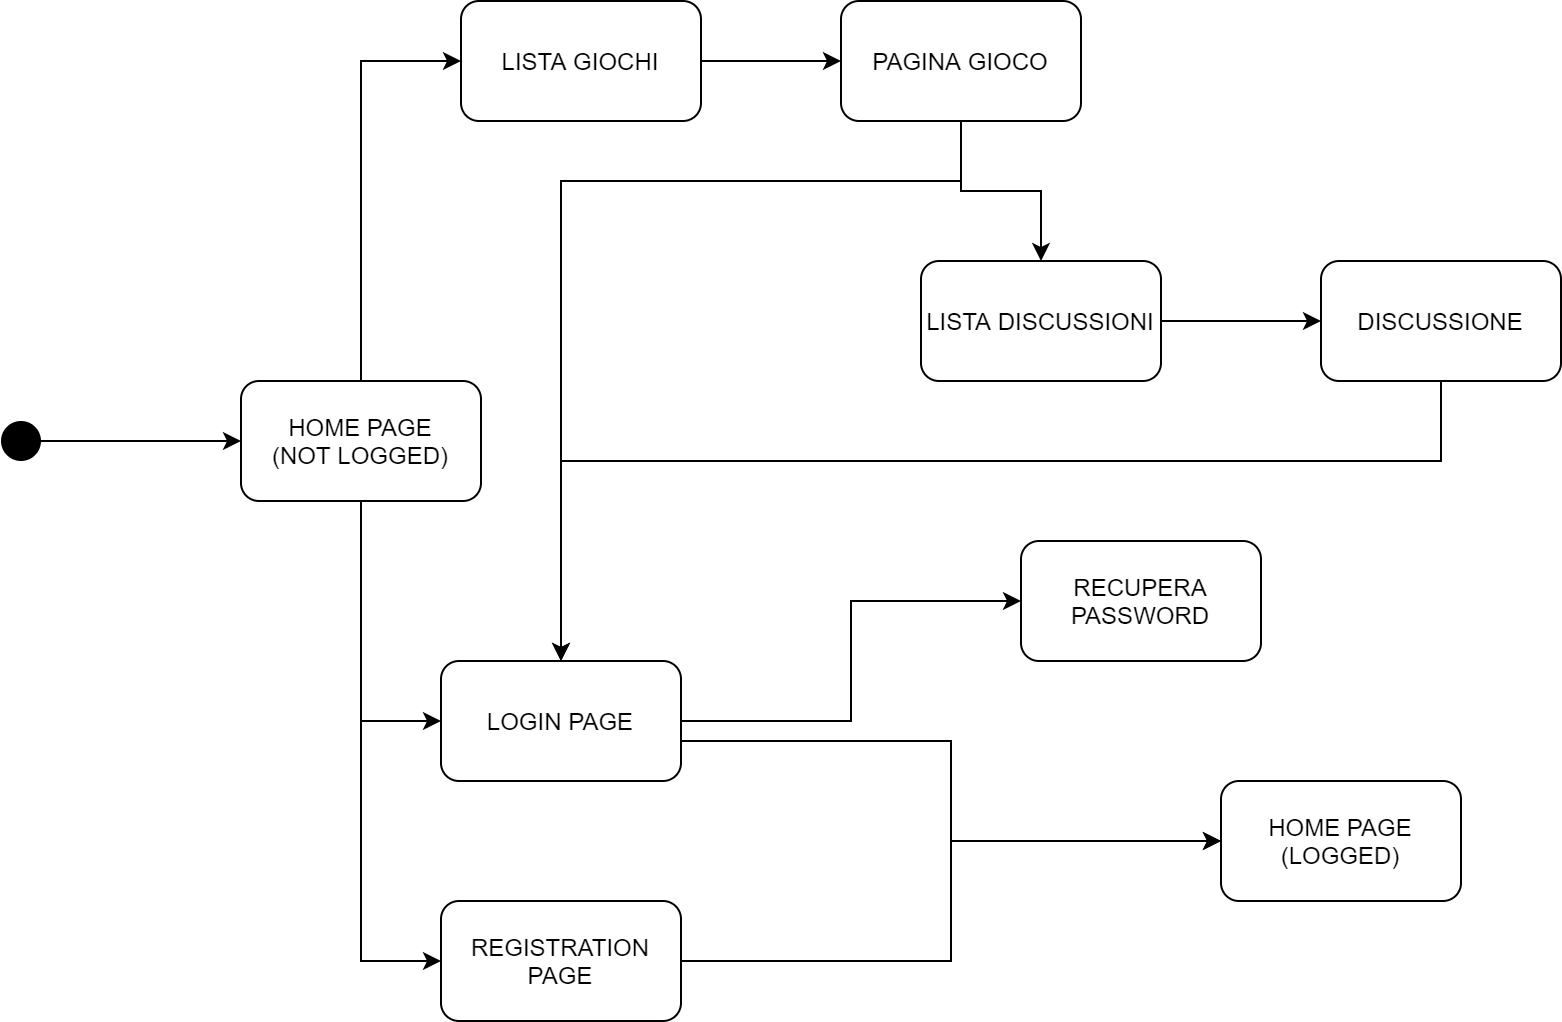 LISTA GIOCHI
PAGINA GIOCO
LISTA DISCUSSIONI
DISCUSSIONE
HOME PAGE
(NOT LOGGED)
RECUPERA
PASSWORD
LOGIN PAGE
HOME PAGE
(LOGGED)
REGISTRATION
PAGE